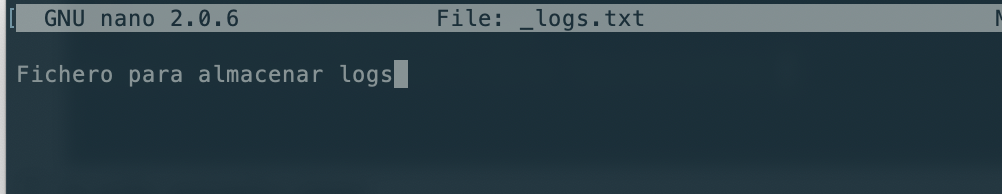 GNU nano 2.0.6 File: _logs.txt
Fichero para almacenar logs